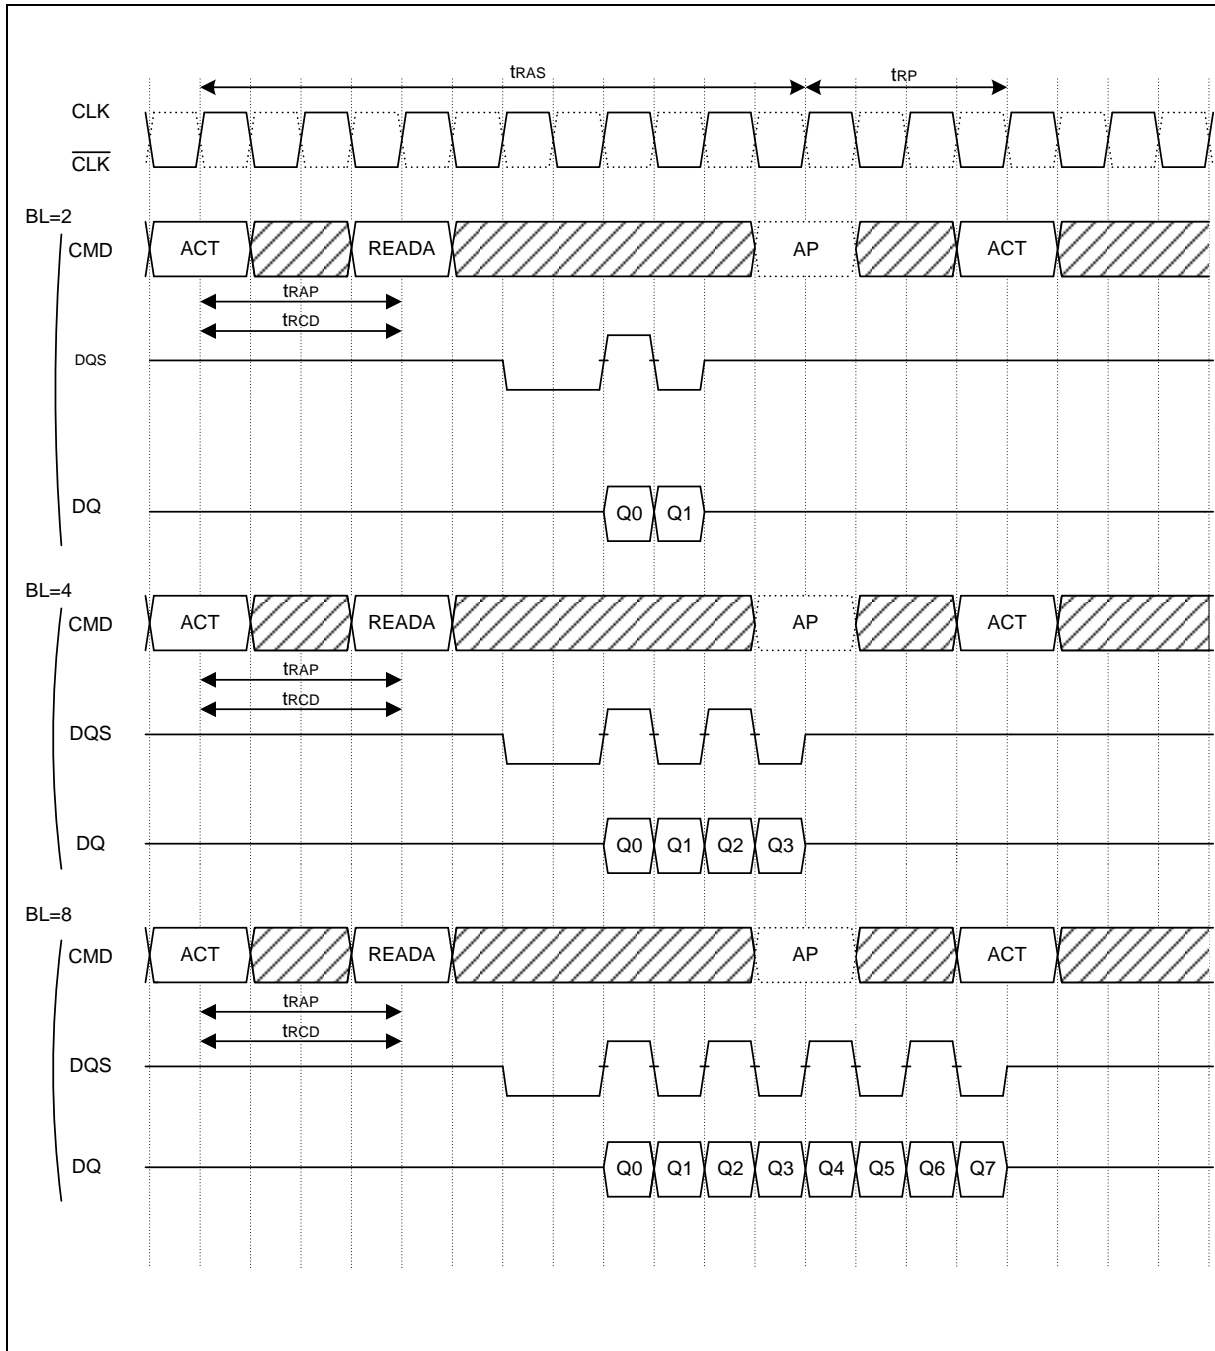 tRAS tRP
CLK
CLK
BL=2
CMD ACT READA AP ACT
tRAP
tRCD
DQS
DQ Q0 Q1
BL=4
CMD ACT READA AP ACT
tRAP
tRCD
DQS
DQ Q0 Q1 Q2 Q3
BL=8
CMD ACT READA AP ACT
tRAP
tRCD
DQS
DQ Q0 Q1 Q2 Q3 Q4 Q5 Q6 Q7